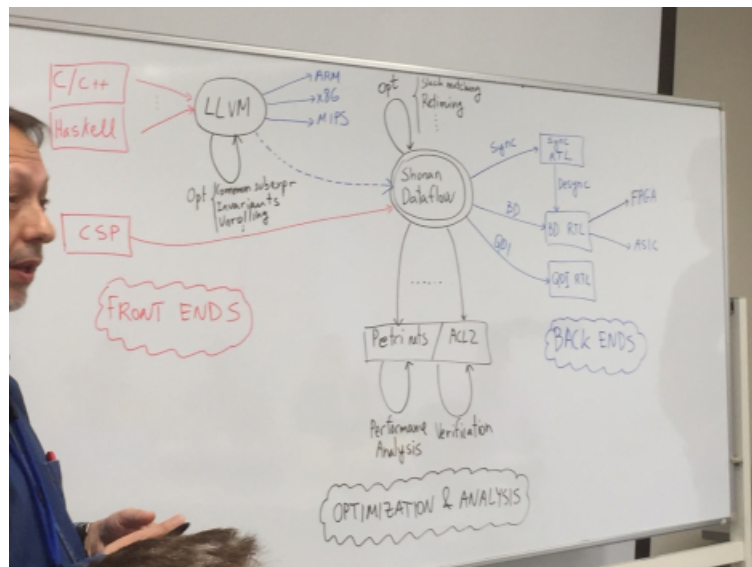 C/C++
Haskell
LLVM
ARM
x86
MIPS
Opt
Kommon subexpr
Invariants
Unrolling
CSP
FRONT ENDS
Opt
Slack matching
Retiming
Shonan
Dataflow
Sync
BD
QDI
Sync
RTL
Desync
BD RTL
QDI RTL
FPGA
ASIC
BACK ENDS
Petri nets / ACL2
Performance
Analysis
Verification
OPTIMIZATION & ANALYSIS